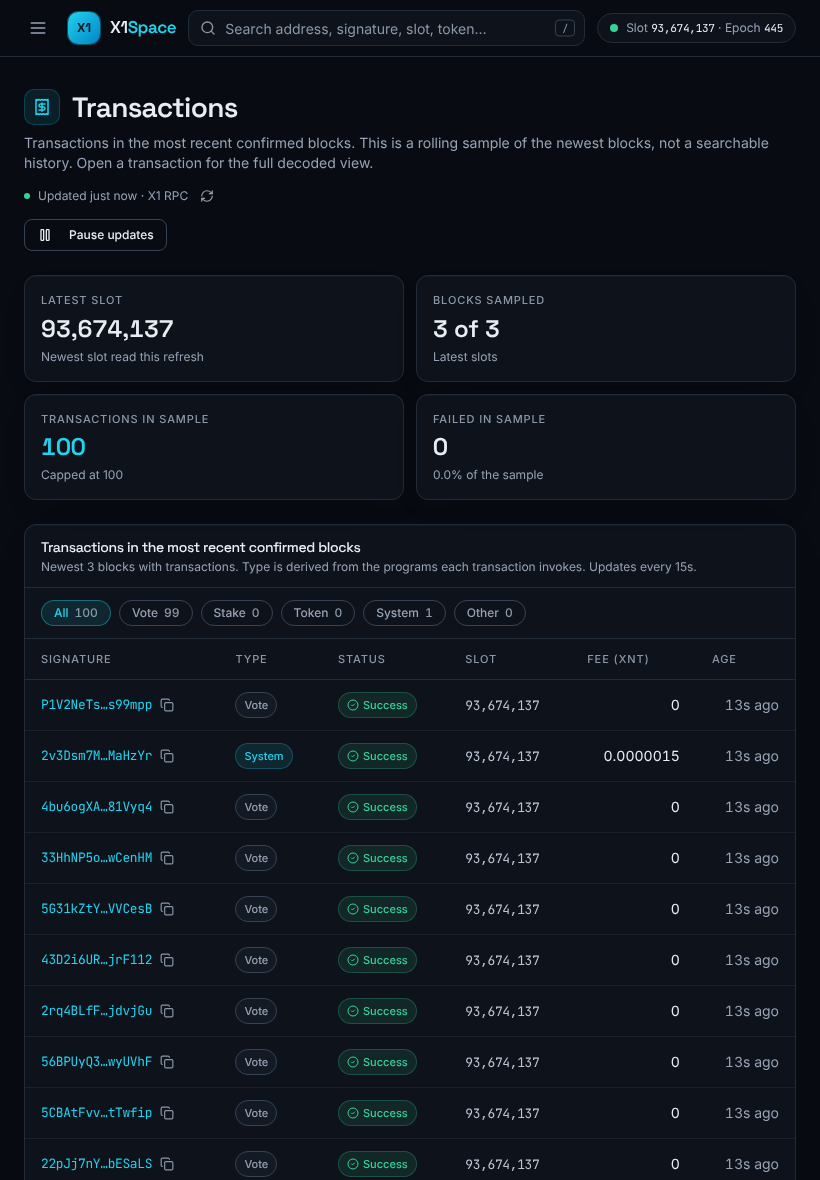 X1 X1Space Search address, signature, slot, token... / Slot 93,674,137 · Epoch 445
Transactions
Transactions in the most recent confirmed blocks. This is a rolling sample of the newest blocks, not a searchable
history. Open a transaction for the full decoded view.
Updated just now · X1 RPC
Pause updates
LATEST SLOT
93,674,137
Newest slot read this refresh
BLOCKS SAMPLED
3 of 3
Latest slots
TRANSACTIONS IN SAMPLE
100
Capped at 100
FAILED IN SAMPLE
0
0.0% of the sample
Transactions in the most recent confirmed blocks
Newest 3 blocks with transactions. Type is derived from the programs each transaction invokes. Updates every 15s.
All 100 Vote 99 Stake 0 Token 0 System 1 Other 0
SIGNATURE TYPE STATUS SLOT FEE (XNT) AGE
P1V2NeTs…s99mpp Vote Success 93,674,137 0 13s ago
2v3Dsm7M…MaHzYr System Success 93,674,137 0.0000015 13s ago
4bu6ogXA…81Vyq4 Vote Success 93,674,137 0 13s ago
33HhNP5o…wCenHM Vote Success 93,674,137 0 13s ago
5G31kZtY…VVCesB Vote Success 93,674,137 0 13s ago
43D2i6UR…jrF112 Vote Success 93,674,137 0 13s ago
2rq4BLfF…jdvjGu Vote Success 93,674,137 0 13s ago
56BPUyQ3…wyUVhF Vote Success 93,674,137 0 13s ago
5CBAtFvv…tTwfip Vote Success 93,674,137 0 13s ago
22pJj7nY…bESaLS Vote Success 93,674,137 0 13s ago